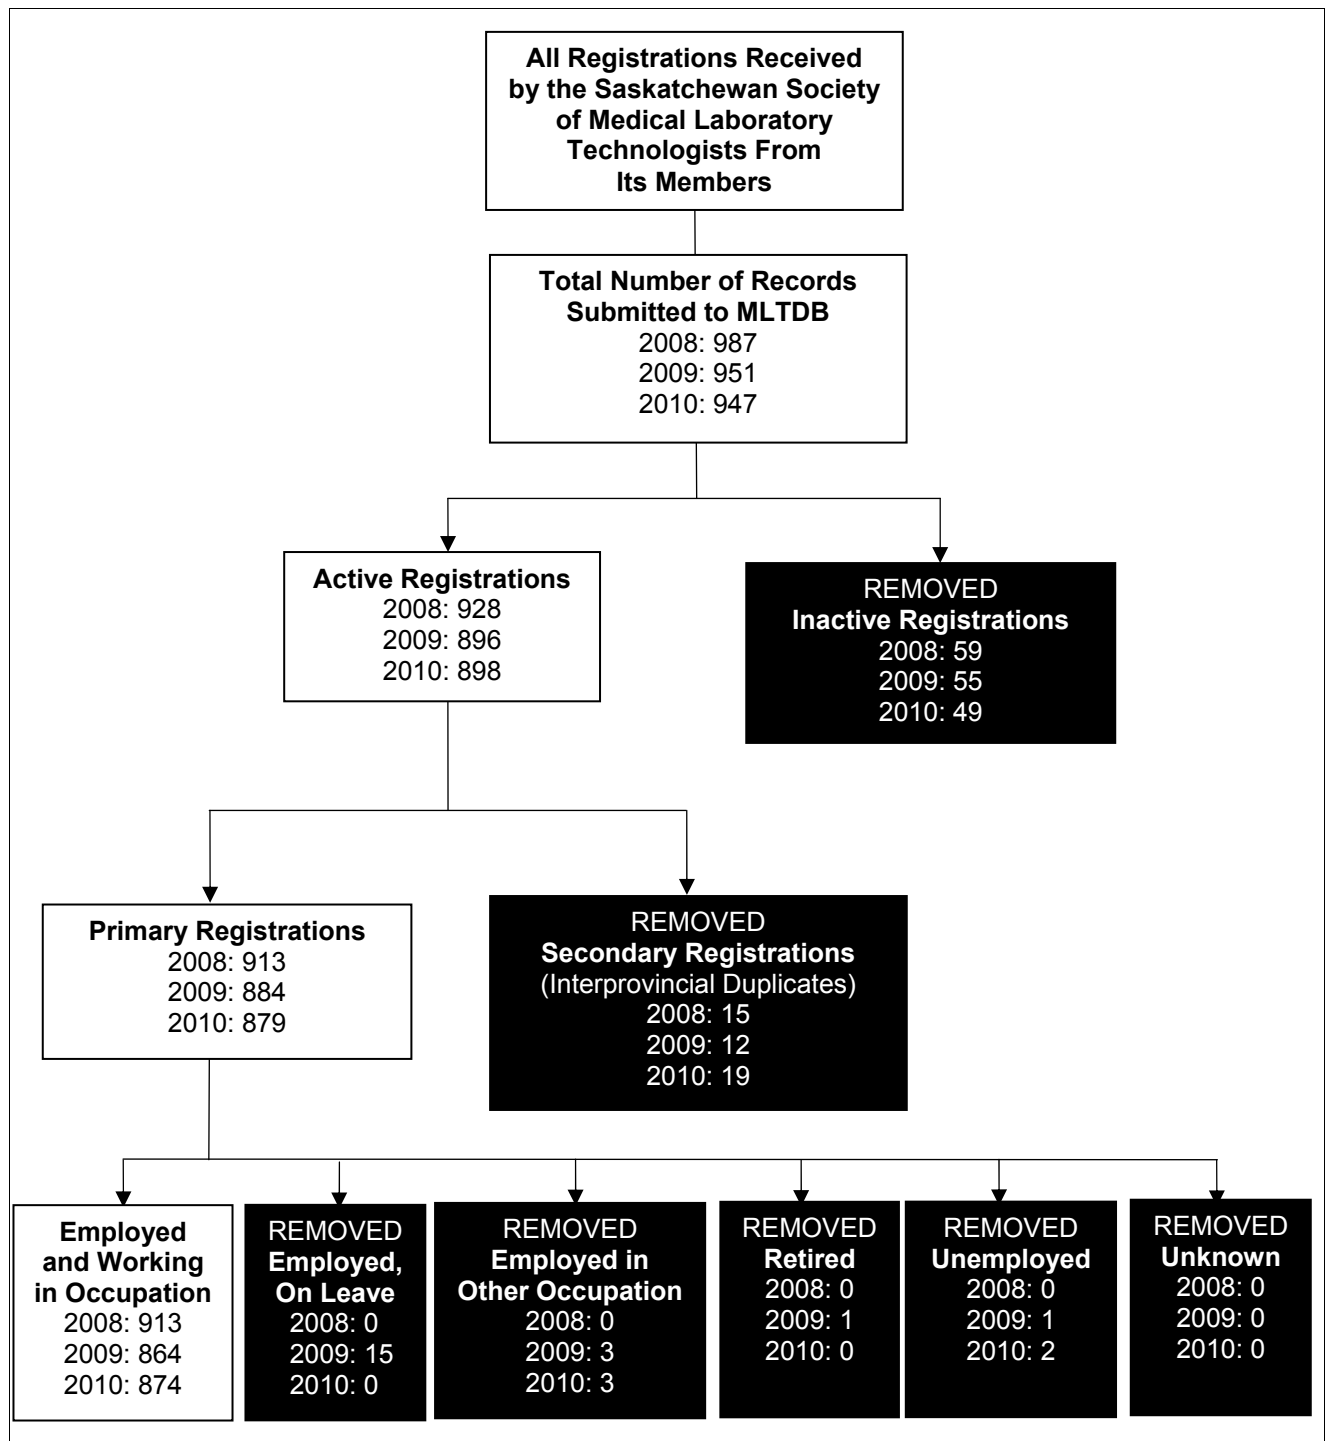 All Registrations Received
by the Saskatchewan Society
of Medical Laboratory
Technologists From
Its Members
Total Number of Records
Submitted to MLTDB
2008: 987
2009: 951
2010: 947
Active Registrations
2008: 928
2009: 896
2010: 898
REMOVED
Inactive Registrations
2008: 59
2009: 55
2010: 49
Primary Registrations
2008: 913
2009: 884
2010: 879
REMOVED
Secondary Registrations
(Interprovincial Duplicates)
2008: 15
2009: 12
2010: 19
Employed
and Working
in Occupation
2008: 913
2009: 864
2010: 874
REMOVED
Employed,
On Leave
2008: 0
2009: 15
2010: 0
REMOVED
Employed in
Other Occupation
2008: 0
2009: 3
2010: 3
REMOVED
Retired
2008: 0
2009: 1
2010: 0
REMOVED
Unemployed
2008: 0
2009: 1
2010: 2
REMOVED
Unknown
2008: 0
2009: 0
2010: 0